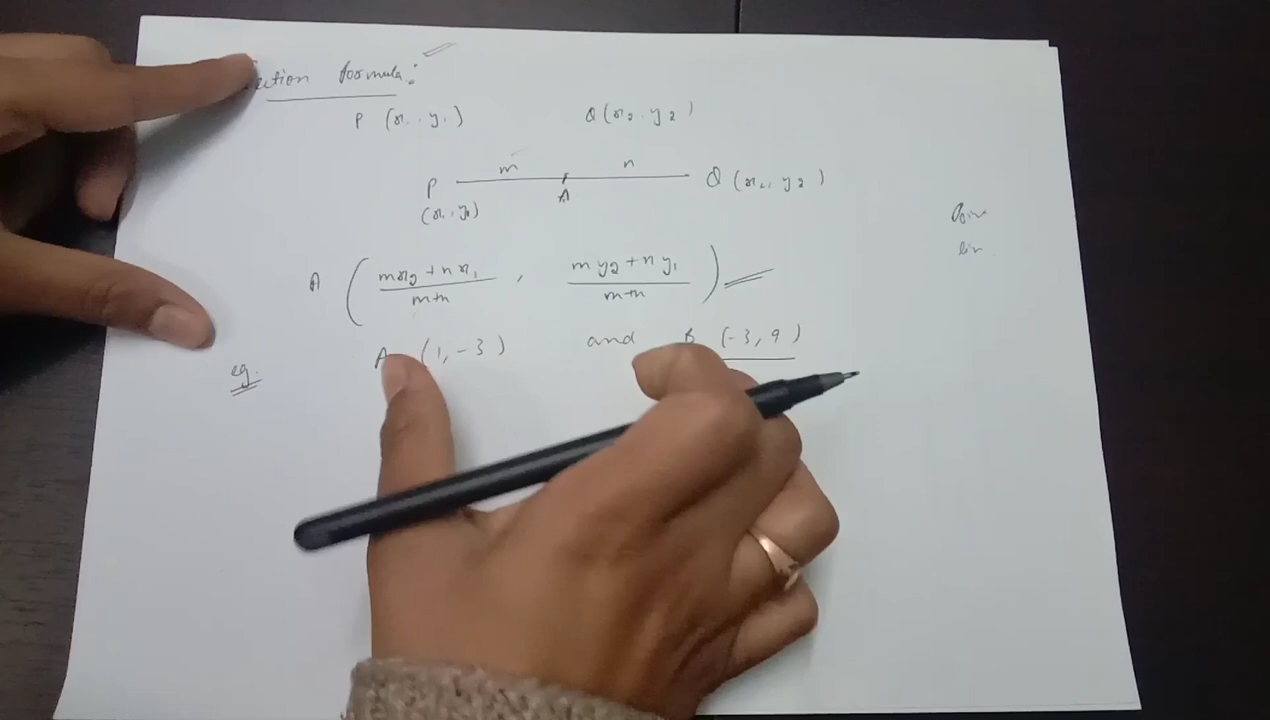 ction formula:
P (x1, y1) Q (x2, y2)
m n
P A Q (x2, y2)
(x1, y1)
A ( mx2 + nx1 / m+n , my2 + ny1 / m+n )
eg. A (1, -3) and B (-3, 9)